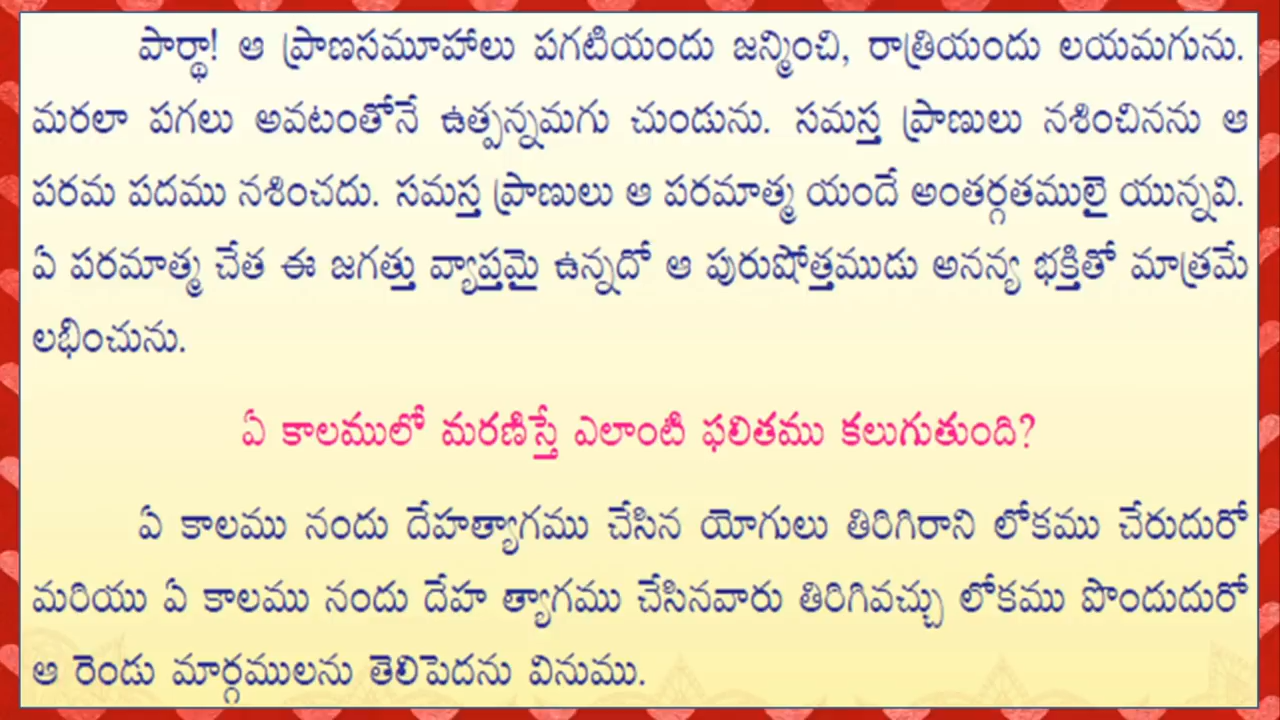 పార్థా! ఆ ప్రాణసమూహాలు పగటియందు జన్మించి, రాత్రియందు లయమగును.
మరలా పగలు అవటంతోనే ఉత్పన్నమగు చుండును. సమస్త ప్రాణులు నశించినను ఆ
పరమ పదము నశించదు. సమస్త ప్రాణులు ఆ పరమాత్మ యందే అంతర్గతములై యున్నవి.
ఏ పరమాత్మ చేత ఈ జగత్తు వ్యాప్తమై ఉన్నదో ఆ పురుషోత్తముడు అనన్య భక్తితో మాత్రమే
లభించును.
ఏ కాలములో మరణిస్తే ఎలాంటి ఫలితము కలుగుతుంది?
ఏ కాలము నందు దేహత్యాగము చేసిన యోగులు తిరిగిరాని లోకము చేరుదురో
మరియు ఏ కాలము నందు దేహ త్యాగము చేసినవారు తిరిగివచ్చు లోకము పొందుదురో
ఆ రెండు మార్గములను తెలిపెదను వినుము.